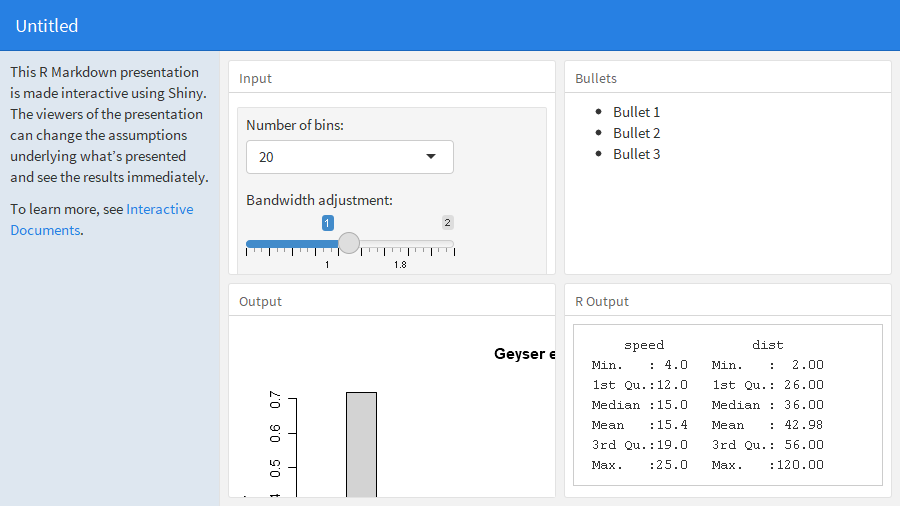 Untitled
This R Markdown presentation
is made interactive using Shiny.
The viewers of the presentation
can change the assumptions
underlying what's presented
and see the results immediately.
To learn more, see Interactive
Documents.
Input
Number of bins:
20
Bandwidth adjustment:
1 2
1 1.8
Bullets
• Bullet 1
• Bullet 2
• Bullet 3
Output
Geyser e
0.7
0.6
0.5
R Output
speed dist
Min. : 4.0 Min. : 2.00
1st Qu.:12.0 1st Qu.: 26.00
Median :15.0 Median : 36.00
Mean :15.4 Mean : 42.98
3rd Qu.:19.0 3rd Qu.: 56.00
Max. :25.0 Max. :120.00